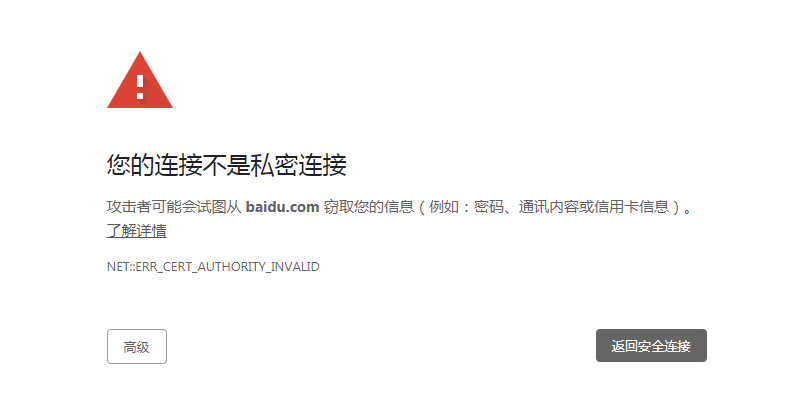 您的连接不是私密连接
攻击者可能会试图从 baidu.com 窃取您的信息（例如：密码、通讯内容或信用卡信息）。
了解详情
NET::ERR_CERT_AUTHORITY_INVALID
高级
返回安全连接